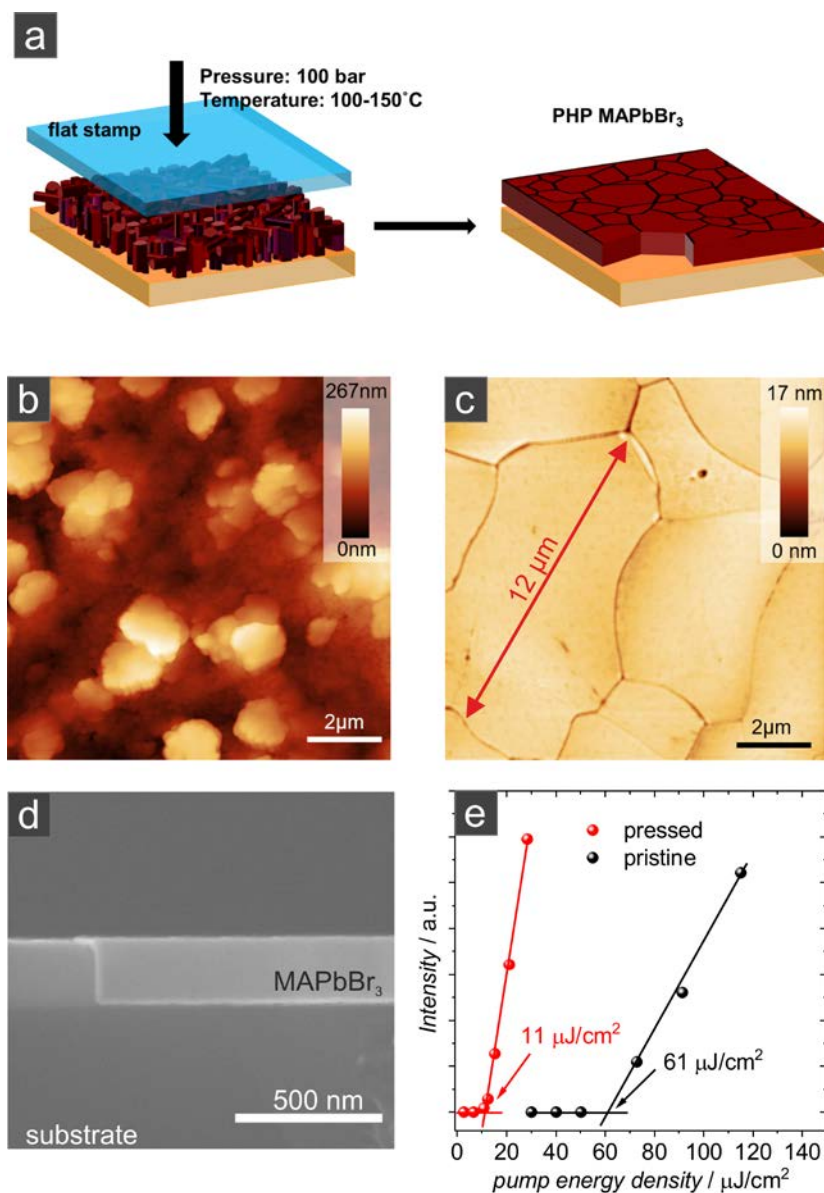 a
Pressure: 100 bar
Temperature: 100-150°C
flat stamp
PHP MAPbBr₃
b
267nm
0nm
2µm
c
17 nm
0 nm
12 µm
2µm
d
MAPbBr₃
500 nm
substrate
e
pressed
pristine
Intensity / a.u.
11 µJ/cm²
61 µJ/cm²
0 20 40 60 80 100 120 140
pump energy density / µJ/cm²